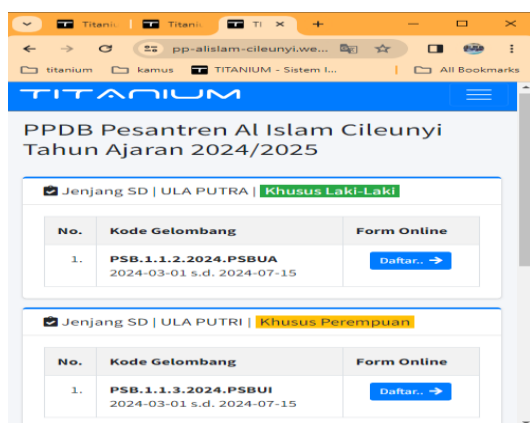 Titanic
Titanic
TI
pp-alislam-cileunyi.we...
titanium
kamus
TITANIUM - Sistem I...
All Bookmarks
TITANIUM
PPDB Pesantren Al Islam Cileunyi
Tahun Ajaran 2024/2025
Jenjang SD | ULA PUTRA | Khusus Laki-Laki
No. Kode Gelombang Form Online
1. PSB.1.1.2.2024.PSBUA Daftar..
2024-03-01 s.d. 2024-07-15
Jenjang SD | ULA PUTRI | Khusus Perempuan
No. Kode Gelombang Form Online
1. PSB.1.1.3.2024.PSBUI Daftar..
2024-03-01 s.d. 2024-07-15